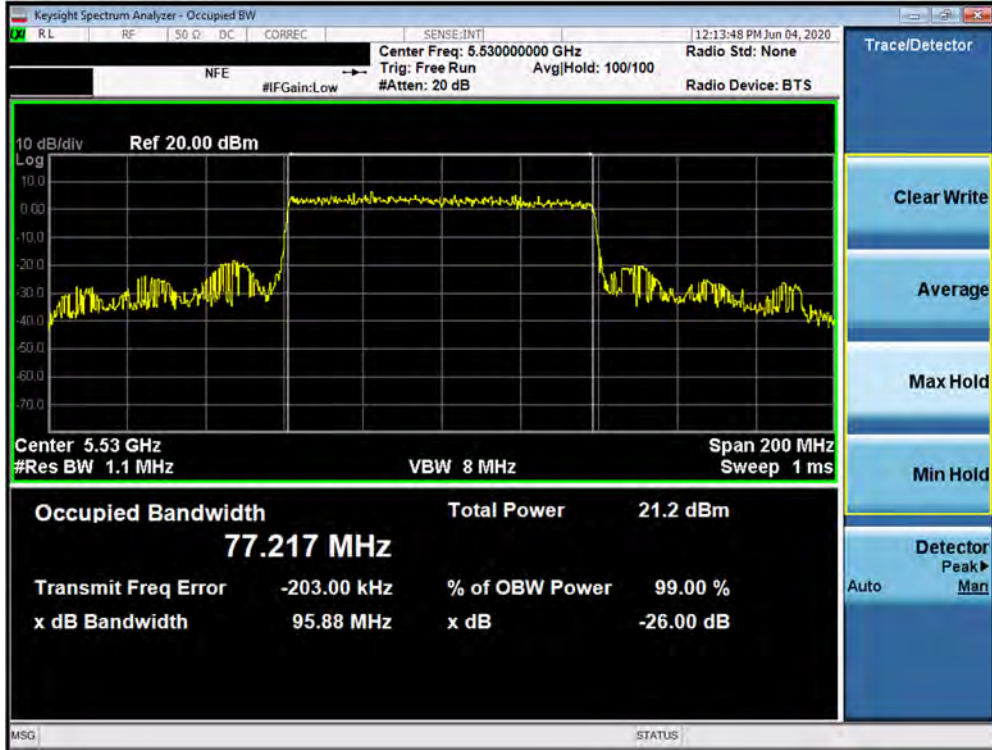 Keysight Spectrum Analyzer - Occupied BW
LXI RL RF 50 Ω DC CORREC SENSE:INT 12:13:48 PM Jun 04, 2020
Center Freq: 5.530000000 GHz Radio Std: None
NFE Trig: Free Run Avg|Hold: 100/100
#IFGain:Low #Atten: 20 dB Radio Device: BTS
Trace/Detector
10 dB/div Ref 20.00 dBm
Log
10.0
0.00
-10.0
-20.0
-30.0
-40.0
-50.0
-60.0
-70.0
Center 5.53 GHz Span 200 MHz
#Res BW 1.1 MHz VBW 8 MHz Sweep 1 ms
Occupied Bandwidth Total Power 21.2 dBm
77.217 MHz
Transmit Freq Error -203.00 kHz % of OBW Power 99.00 %
x dB Bandwidth 95.88 MHz x dB -26.00 dB
Clear Write
Average
Max Hold
Min Hold
Detector
Peak▶
Auto Man
MSG STATUS